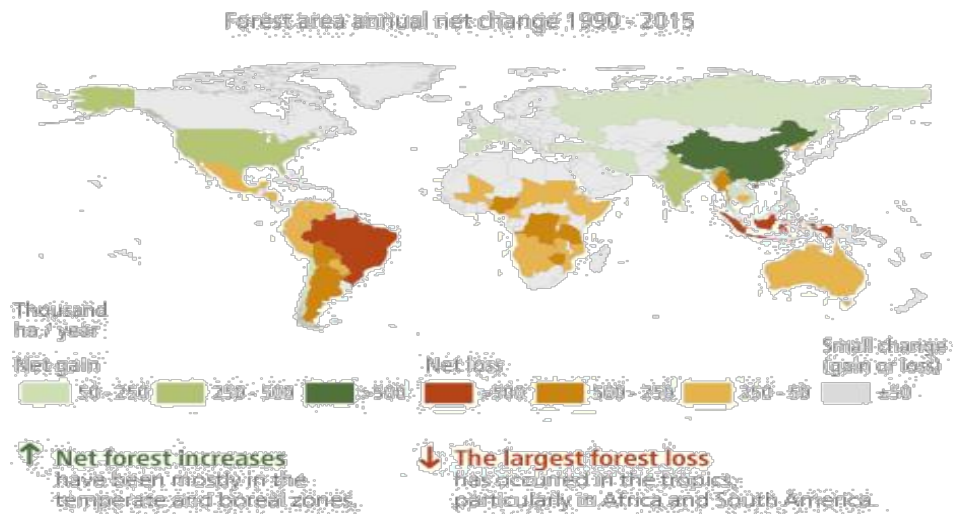 Forest area annual net change 1990 - 2015
Thousand
ha / year
Net gain
50 - 250
250 - 500
>500
Net loss
>500
500 - 250
250 - 50
Small change
(gain or loss)
±50
↑ Net forest increases
have been mostly in the
temperate and boreal zones.
↓ The largest forest loss
has occurred in the tropics,
particularly in Africa and South America.